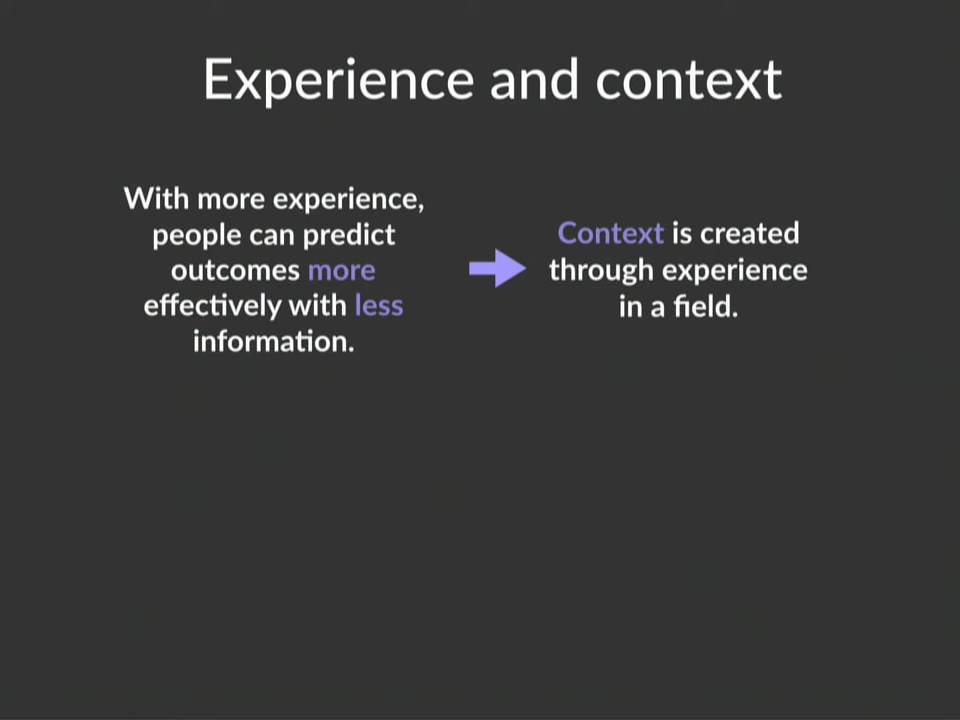 Experience and context
With more experience,
people can predict
outcomes more
effectively with less
information.
Context is created
through experience
in a field.